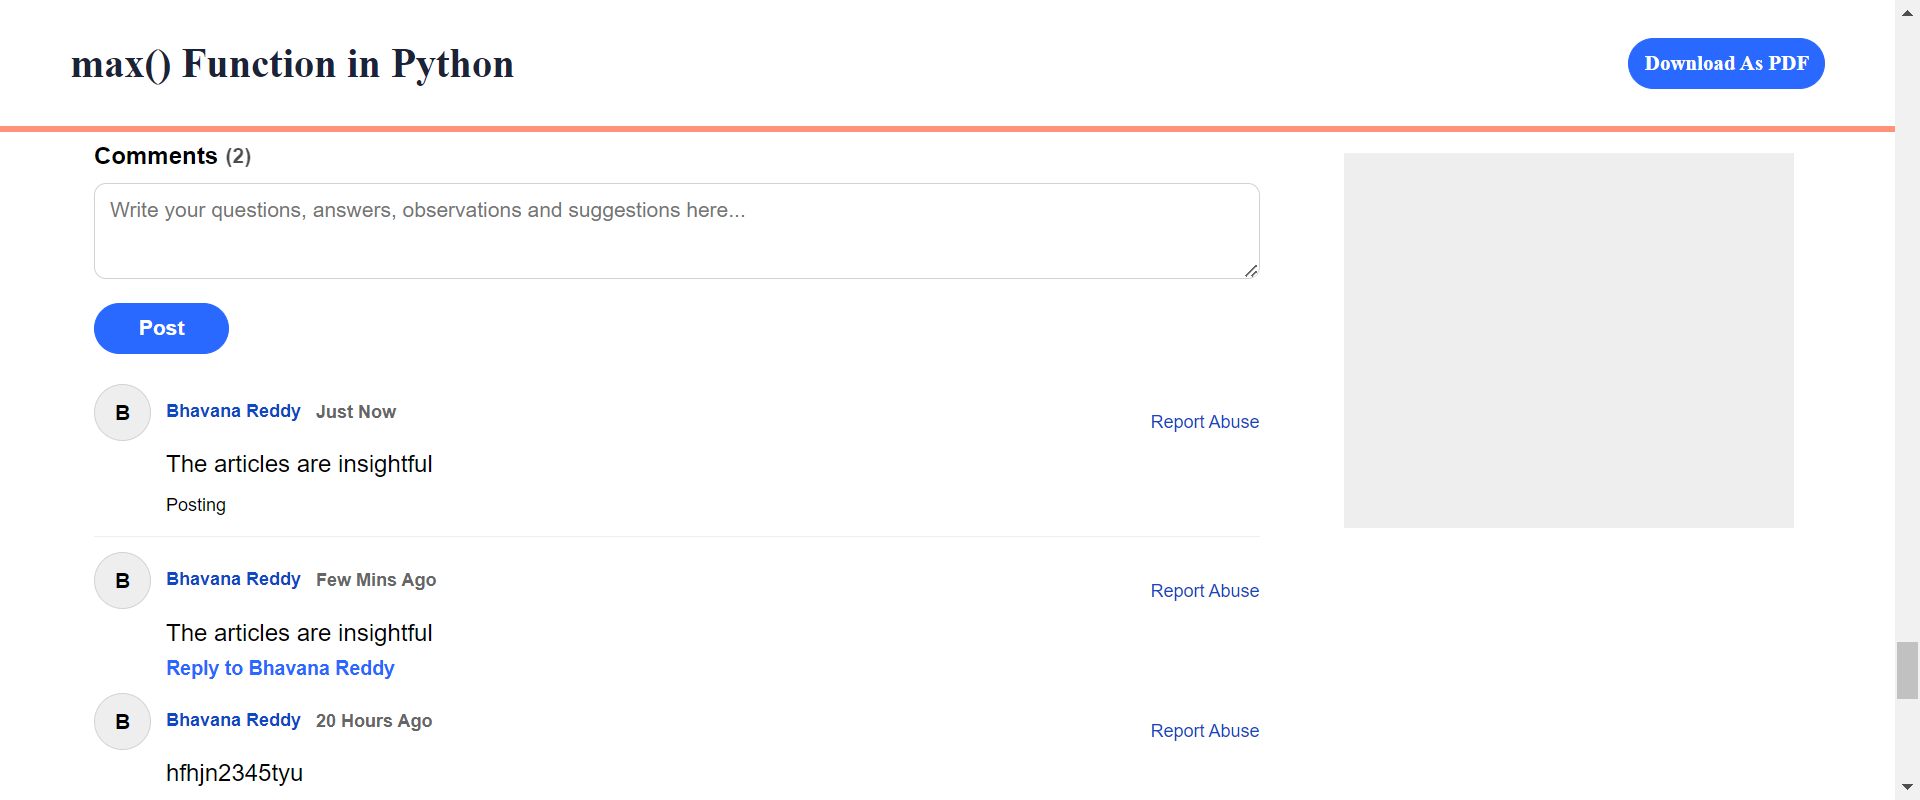 max() Function in Python
Download As PDF
Comments (2)
Write your questions, answers, observations and suggestions here...
Post
B
Bhavana Reddy Just Now
Report Abuse
The articles are insightful
Posting
B
Bhavana Reddy Few Mins Ago
Report Abuse
The articles are insightful
Reply to Bhavana Reddy
B
Bhavana Reddy 20 Hours Ago
Report Abuse
hfhjn2345tyu